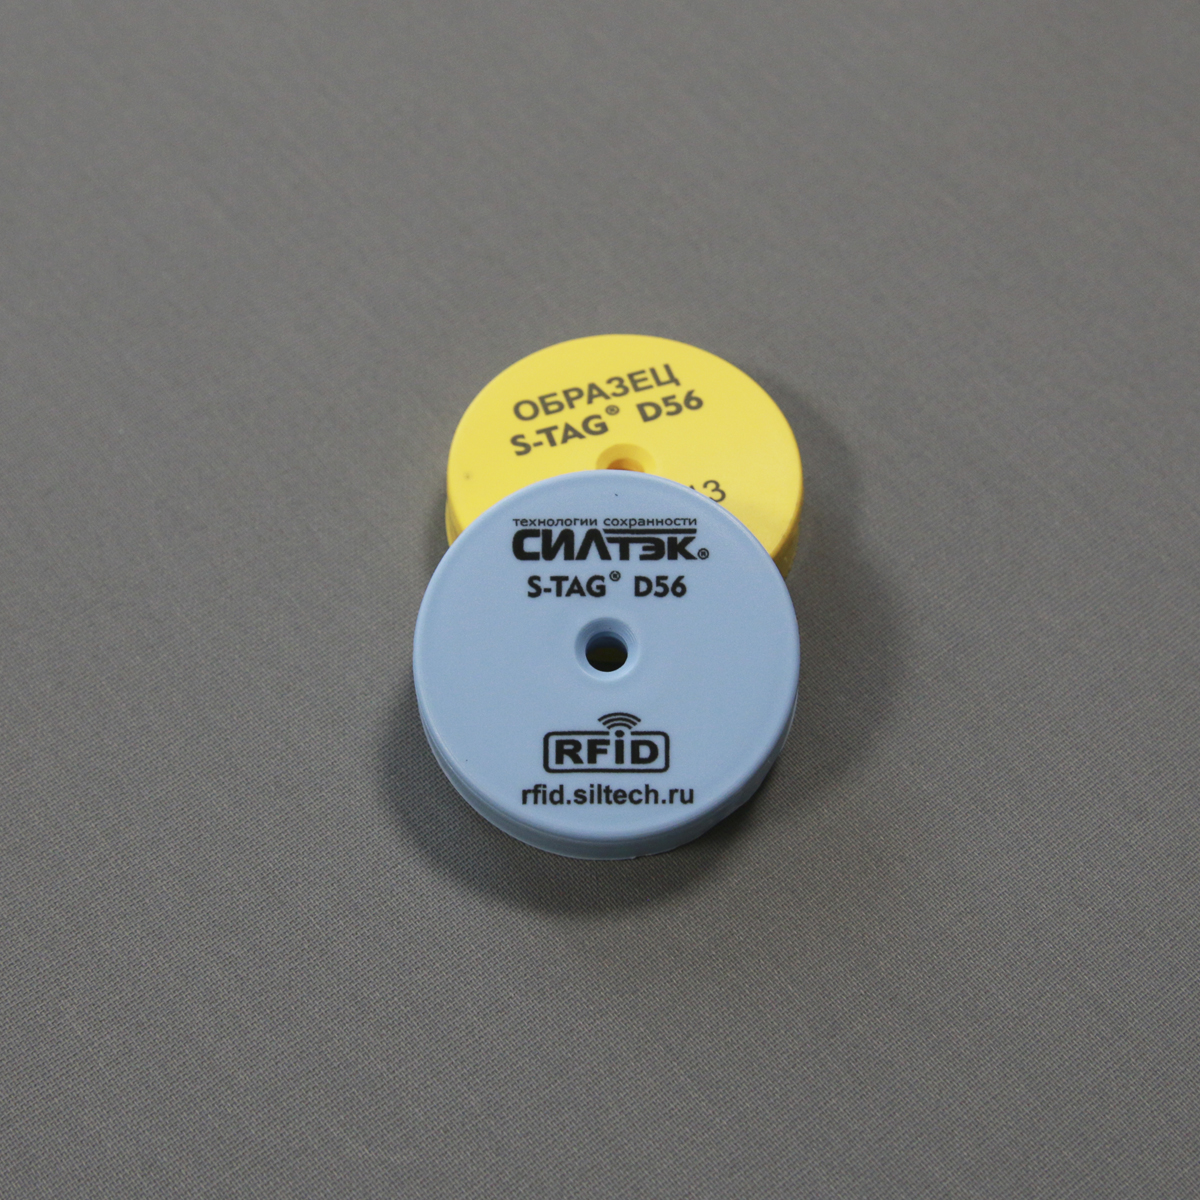 ОБРАЗЕЦ
S-TAG® D56
технологии сохранности
СИЛТЭК®
S-TAG® D56
RFiD
rfid.siltech.ru